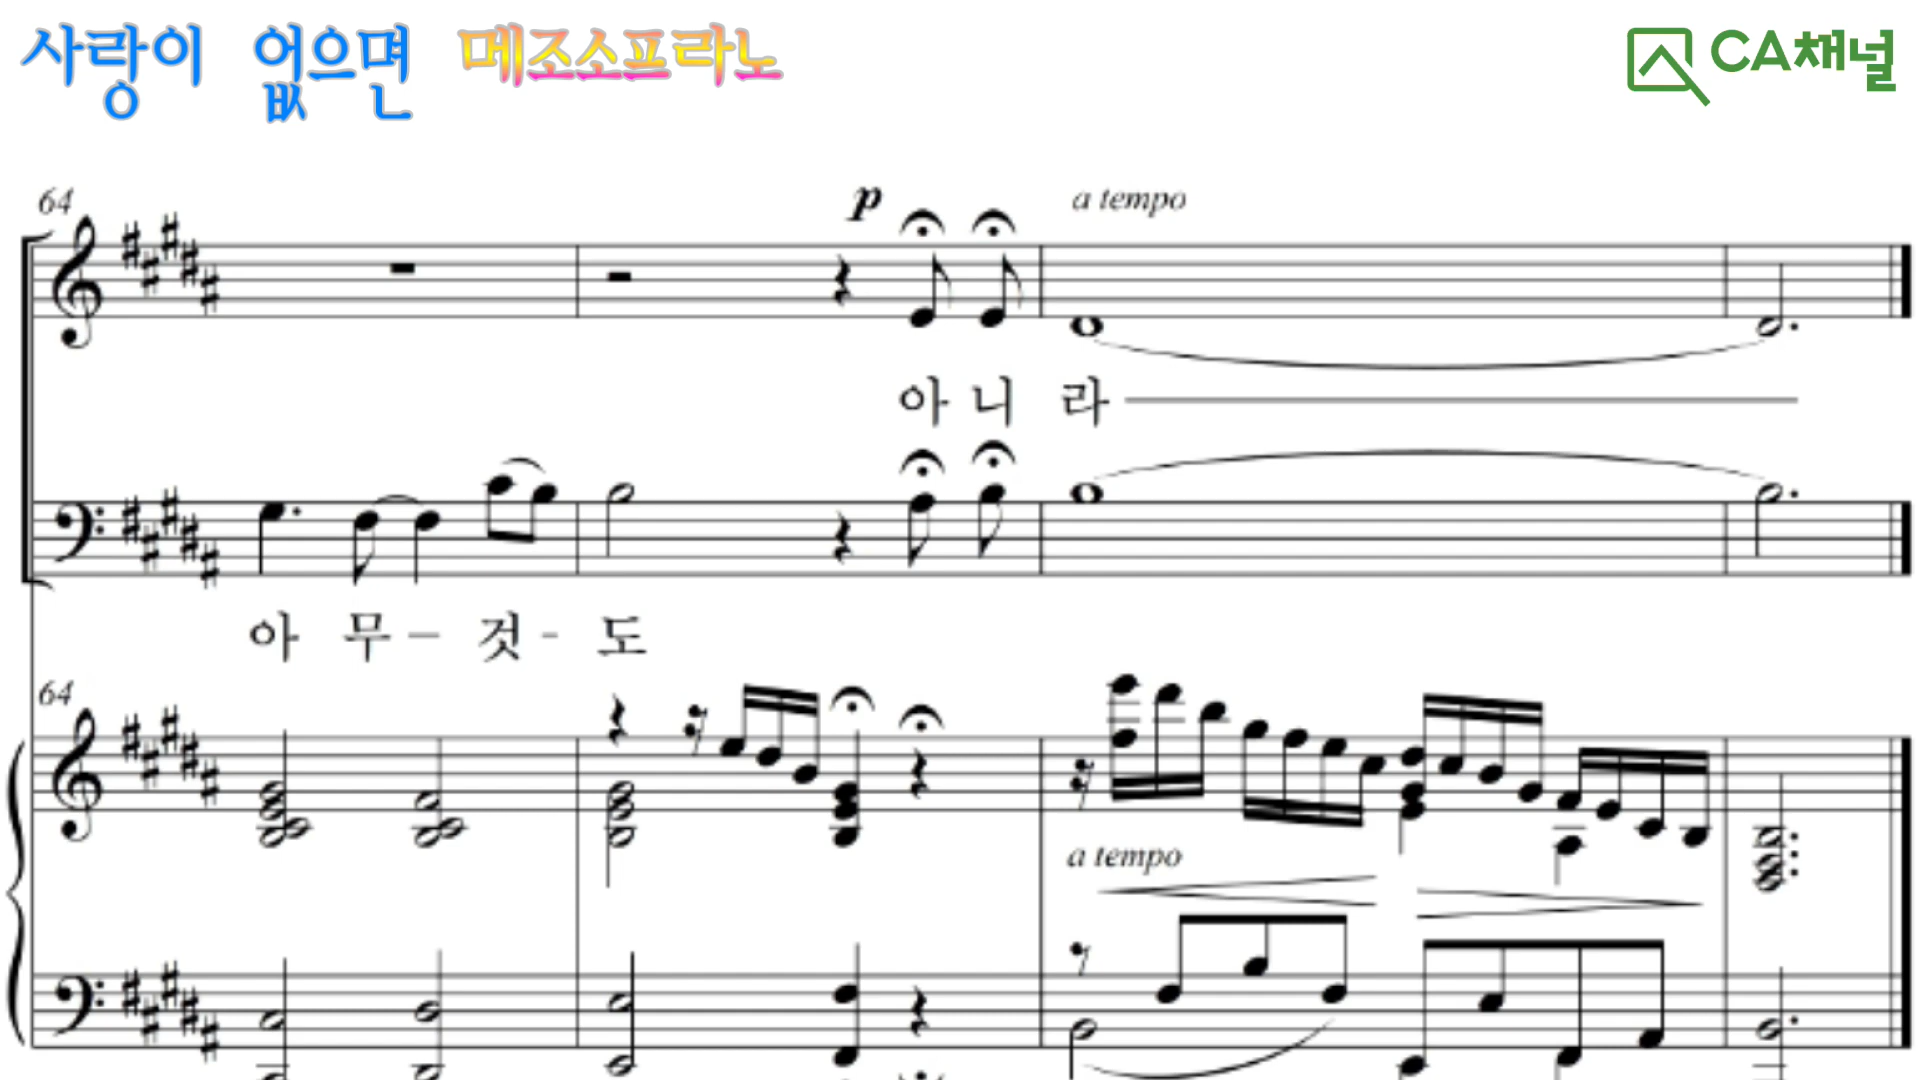 사랑이 없으면 메조소프라노
CA채널
64
p
a tempo
아 니 라
아 무 - 것 - 도
64
a tempo